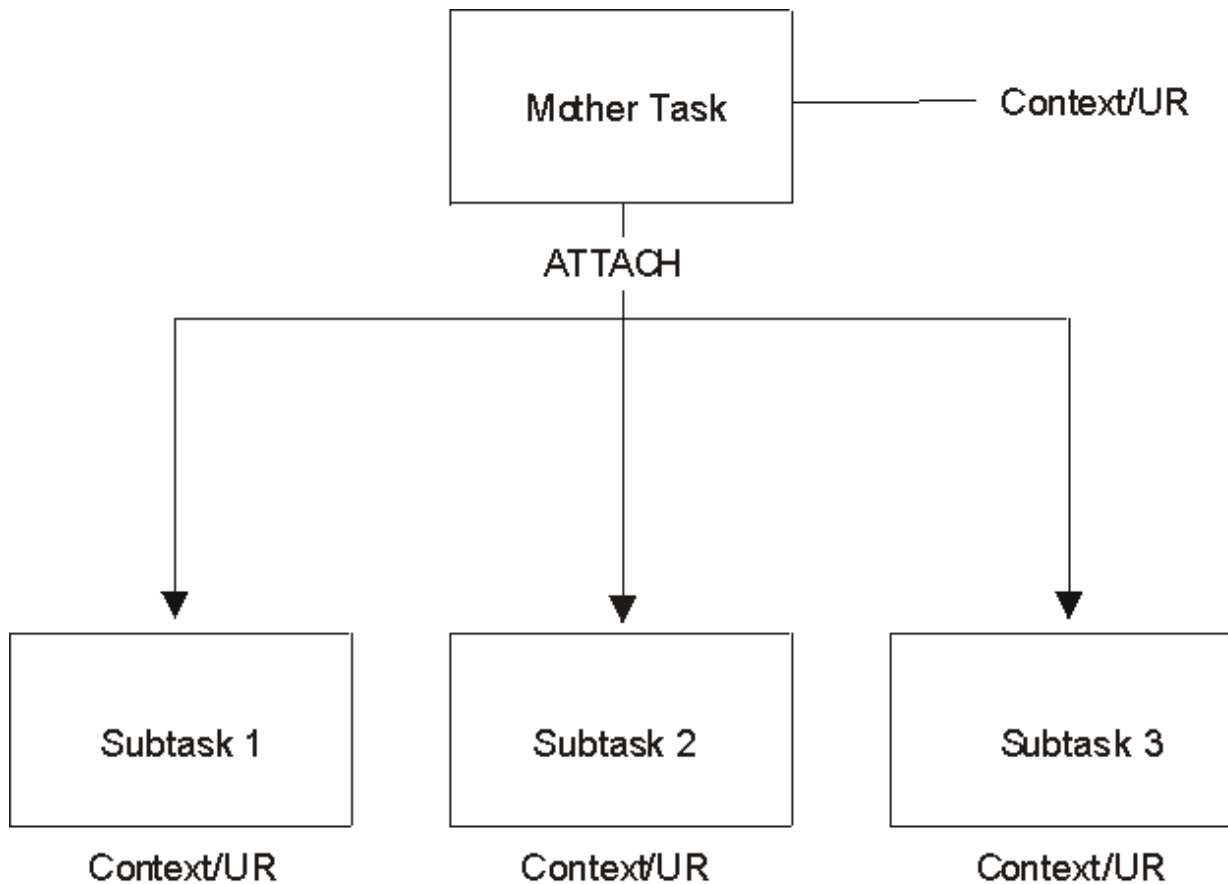 Mother Task
Context/UR
ATTACH
Subtask 1
Subtask 2
Subtask 3
Context/UR
Context/UR
Context/UR